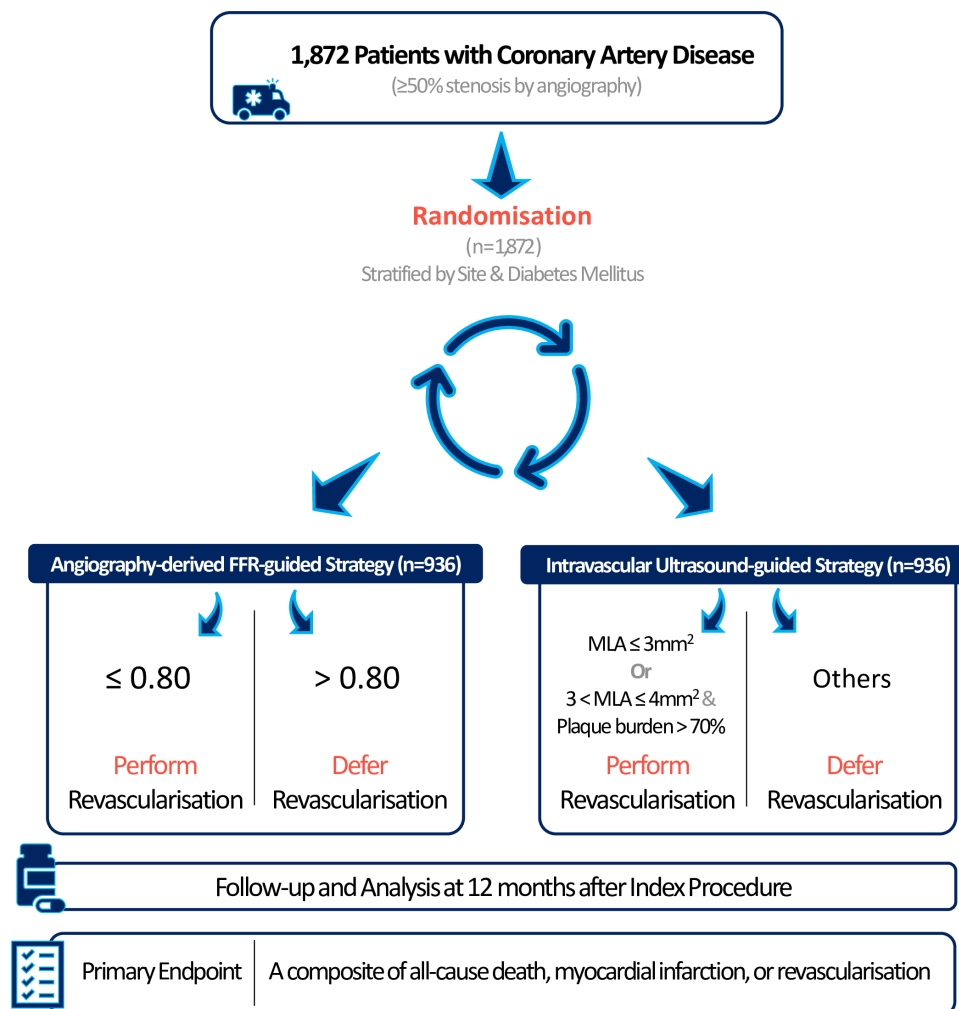 1,872 Patients with Coronary Artery Disease
(≥50% stenosis by angiography)
Randomisation
(n=1,872)
Stratified by Site & Diabetes Mellitus
Angiography-derived FFR-guided Strategy (n=936)
≤ 0.80
Perform
Revascularisation
> 0.80
Defer
Revascularisation
Intravascular Ultrasound-guided Strategy (n=936)
MLA ≤ 3mm²
Or
3 < MLA ≤ 4mm² &
Plaque burden > 70%
Perform
Revascularisation
Others
Defer
Revascularisation
Follow-up and Analysis at 12 months after Index Procedure
Primary Endpoint
A composite of all-cause death, myocardial infarction, or revascularisation